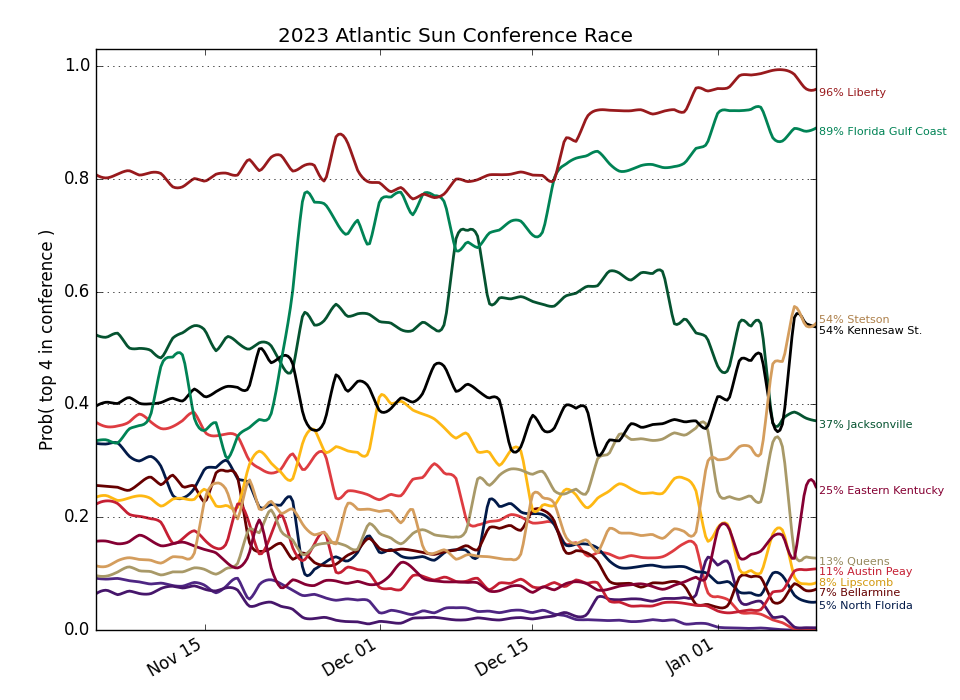 2023 Atlantic Sun Conference Race
Prob( top 4 in conference )
1.0
0.8
0.6
0.4
0.2
0.0
Nov 15
Dec 01
Dec 15
Jan 01
96% Liberty
89% Florida Gulf Coast
54% Stetson
54% Kennesaw St.
37% Jacksonville
25% Eastern Kentucky
13% Queens
11% Austin Peay
8% Lipscomb
7% Bellarmine
5% North Florida